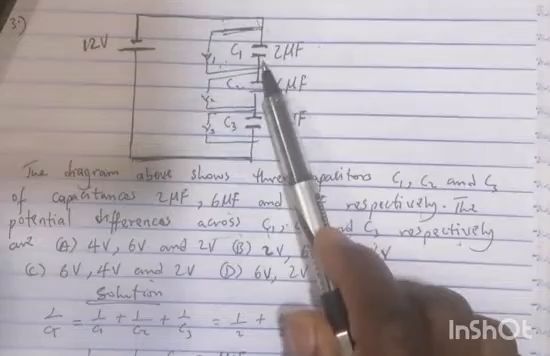 3.)
12V
V1 C1 2μF
V2 C2 μF
V3 C3 F
The diagram above shows three capacitors C1, C2 and C3
of capacitances 2μF, 6μF and respectively. The
potential differences across C1, and C3 respectively
are (A) 4V, 6V and 2V (B) 2V, V
(C) 6V, 4V and 2V (D) 6V, 2V
Solution
1/ = 1/C1 + 1/C2 + 1/C3 = 1/2 +
InShOt